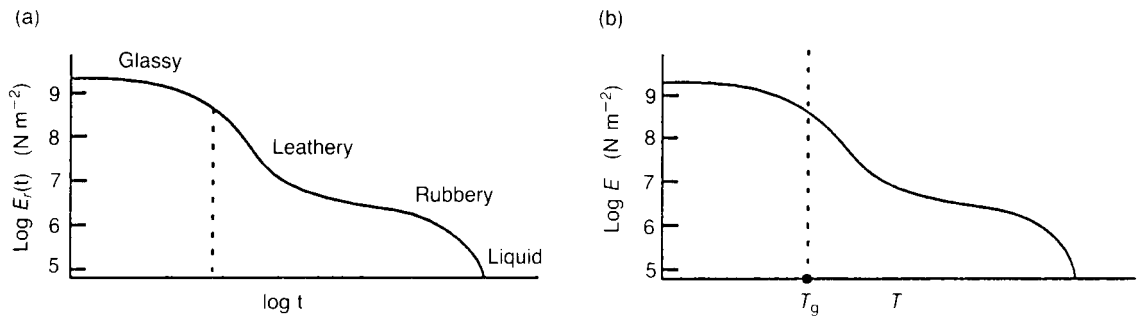 (a)
Log Eᵣ(t) (N m⁻²)
9
8
7
6
5
Glassy
Leathery
Rubbery
Liquid
log t
(b)
Log E (N m⁻²)
9
8
7
6
5
T_g
T